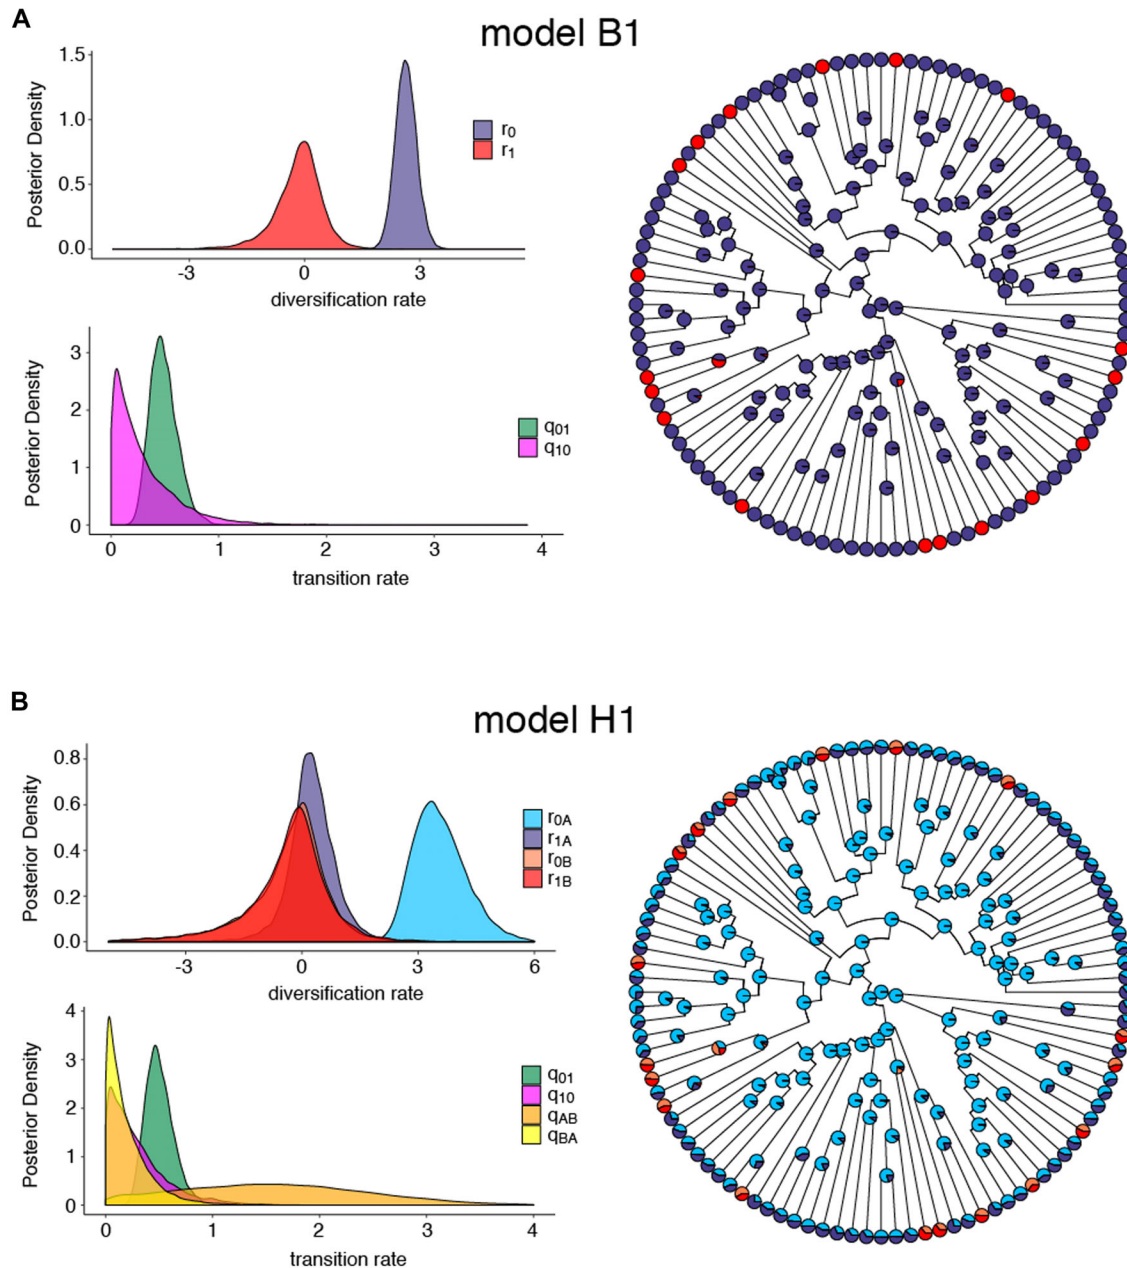 A
model B1
1.5
1.0
0.5
0.0
Posterior Density
r0
r1
-3 0 3
diversification rate
3
2
1
0
Posterior Density
q01
q10
0 1 2 3 4
transition rate
B
model H1
0.8
0.6
0.4
0.2
0.0
Posterior Density
r0A
r1A
r0B
r1B
-3 0 3 6
diversification rate
4
3
2
1
0
Posterior Density
q01
q10
qAB
qBA
0 1 2 3 4
transition rate